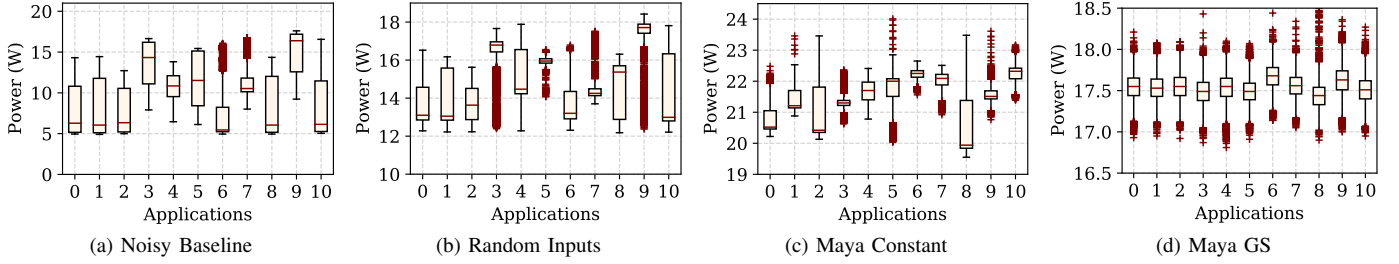 Power (W)
20
15
10
5
0
0 1 2 3 4 5 6 7 8 9 10
Applications
(a) Noisy Baseline
Power (W)
18
16
14
12
10
0 1 2 3 4 5 6 7 8 9 10
Applications
(b) Random Inputs
Power (W)
24
23
22
21
20
19
0 1 2 3 4 5 6 7 8 9 10
Applications
(c) Maya Constant
Power (W)
18.5
18.0
17.5
17.0
16.5
0 1 2 3 4 5 6 7 8 9 10
Applications
(d) Maya GS